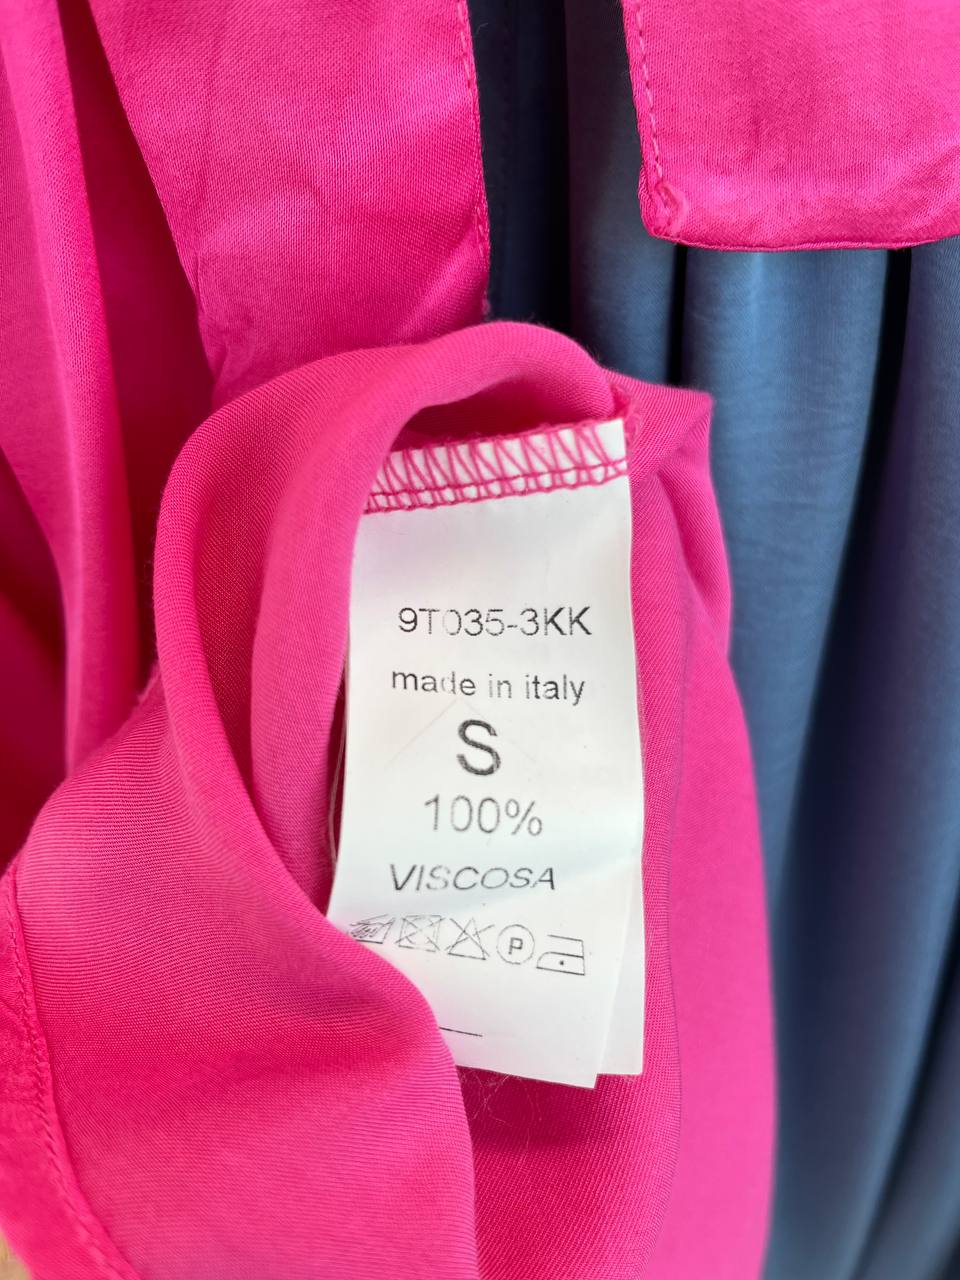 9T035-3KK
made in italy
S
100%
VISCOSA
P